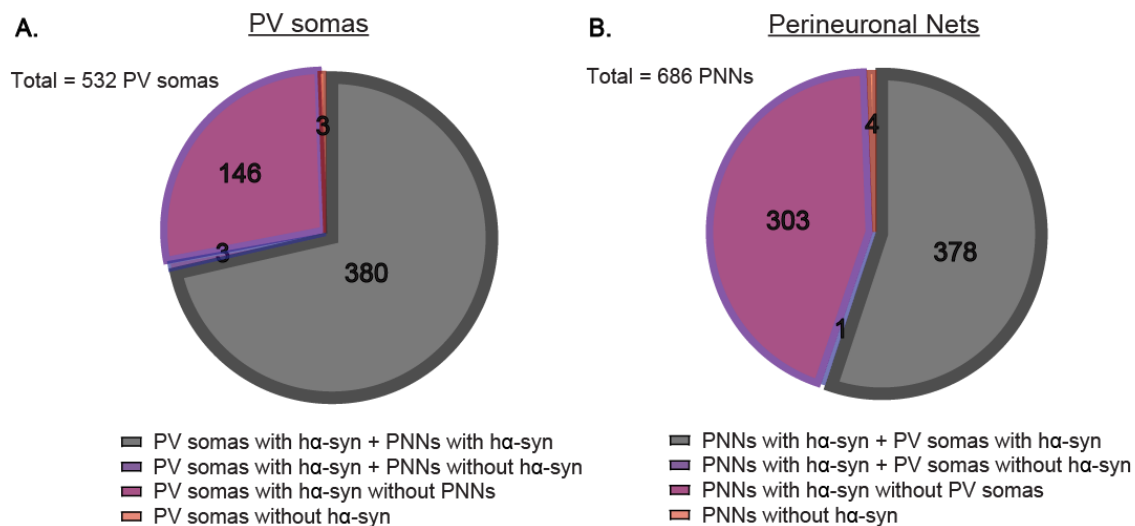 A.
PV somas
Total = 532 PV somas
3
146
3
380
PV somas with hα-syn + PNNs with hα-syn
PV somas with hα-syn + PNNs without hα-syn
PV somas with hα-syn without PNNs
PV somas without hα-syn
B.
Perineuronal Nets
Total = 686 PNNs
4
303
378
1
PNNs with hα-syn + PV somas with hα-syn
PNNs with hα-syn + PV somas without hα-syn
PNNs with hα-syn without PV somas
PNNs without hα-syn